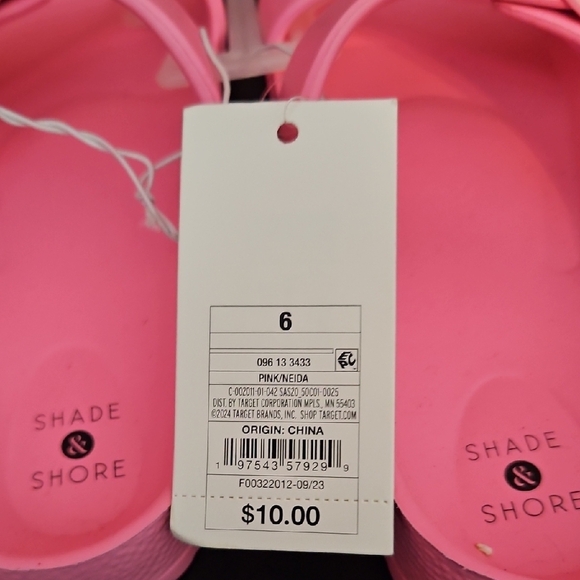 6
096 13 3433
EPC
PINK/NEIDA
C-002011-01-042 SAS20_50C01-0025
DIST. BY TARGET CORPORATION MPLS., MN 55403
©2024 TARGET BRANDS, INC. SHOP TARGET.COM
ORIGIN: CHINA
1 97543 57929 9
F00322012-09/23
$10.00
SHADE
&
SHORE
SHADE
&
SHORE